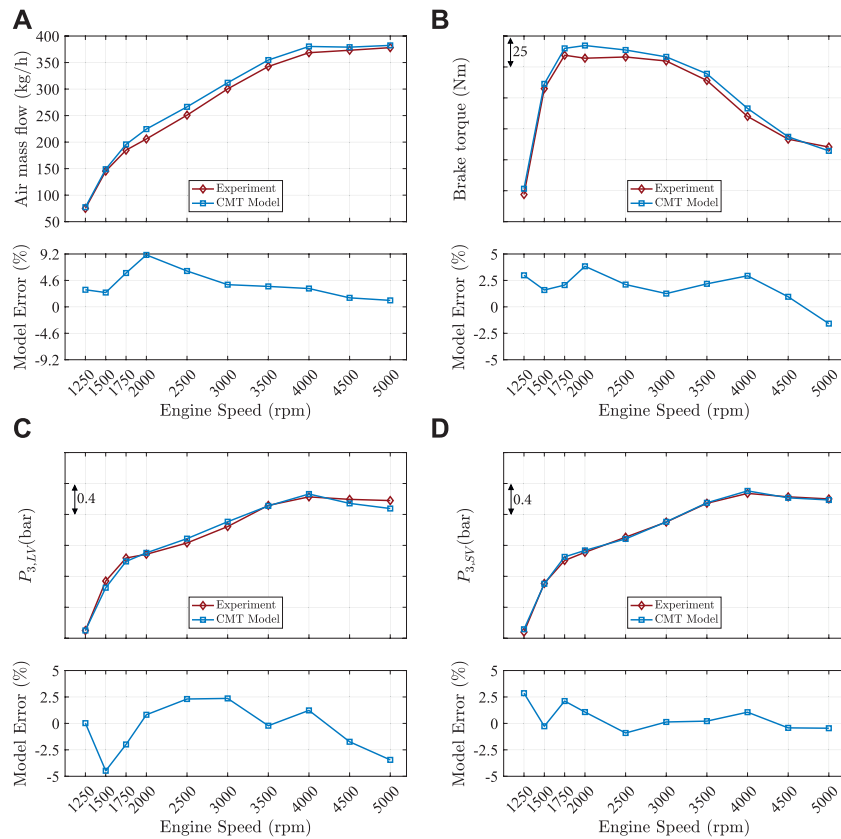 A
Air mass flow (kg/h)
400
350
300
250
200
150
100
50
Experiment
CMT Model
Model Error (%)
9.2
4.6
0
-4.6
-9.2
1250
1500
1750
2000
2500
3000
3500
4000
4500
5000
Engine Speed (rpm)
B
Brake torque (Nm)
25
Experiment
CMT Model
Model Error (%)
5
2.5
0
-2.5
-5
1250
1500
1750
2000
2500
3000
3500
4000
4500
5000
Engine Speed (rpm)
C
P3,LV(bar)
0.4
Experiment
CMT Model
Model Error (%)
5
2.5
0
-2.5
-5
1250
1500
1750
2000
2500
3000
3500
4000
4500
5000
Engine Speed (rpm)
D
P3,SV(bar)
0.4
Experiment
CMT Model
Model Error (%)
5
2.5
0
-2.5
-5
1250
1500
1750
2000
2500
3000
3500
4000
4500
5000
Engine Speed (rpm)